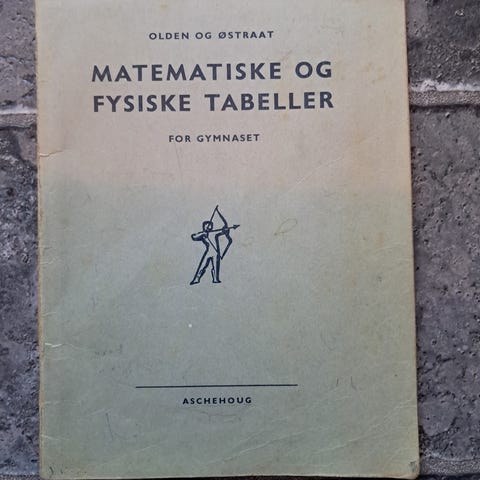 OLDEN OG ØSTRAAT
MATEMATISKE OG
FYSISKE TABELLER
FOR GYMNASET
ASCHEHOUG